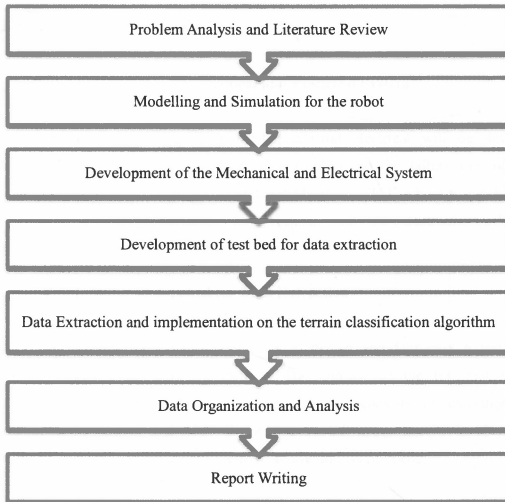 Problem Analysis and Literature Review
Modelling and Simulation for the robot
Development of the Mechanical and Electrical System
Development of test bed for data extraction
Data Extraction and implementation on the terrain classification algorithm
Data Organization and Analysis
Report Writing